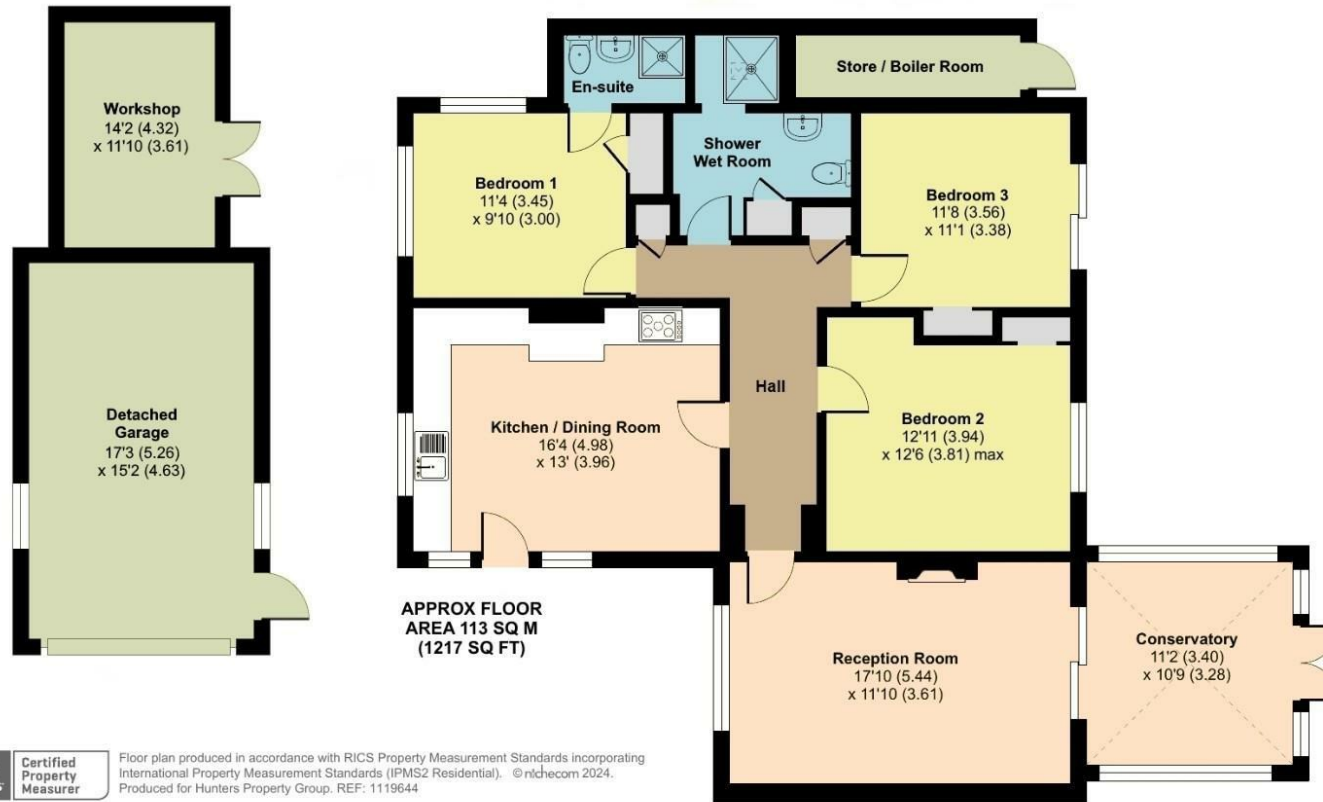 Workshop
14'2 (4.32)
x 11'10 (3.61)
Detached
Garage
17'3 (5.26)
x 15'2 (4.63)
En-suite
Store / Boiler Room
Shower
Wet Room
Bedroom 1
11'4 (3.45)
x 9'10 (3.00)
Bedroom 3
11'8 (3.56)
x 11'1 (3.38)
Hall
Kitchen / Dining Room
16'4 (4.98)
x 13' (3.96)
Bedroom 2
12'11 (3.94)
x 12'6 (3.81) max
APPROX FLOOR
AREA 113 SQ M
(1217 SQ FT)
Reception Room
17'10 (5.44)
x 11'10 (3.61)
Conservatory
11'2 (3.40)
x 10'9 (3.28)
Certified
Property
Measurer
Floor plan produced in accordance with RICS Property Measurement Standards incorporating
International Property Measurement Standards (IPMS2 Residential). ©nichecom 2024.
Produced for Hunters Property Group. REF: 1119644